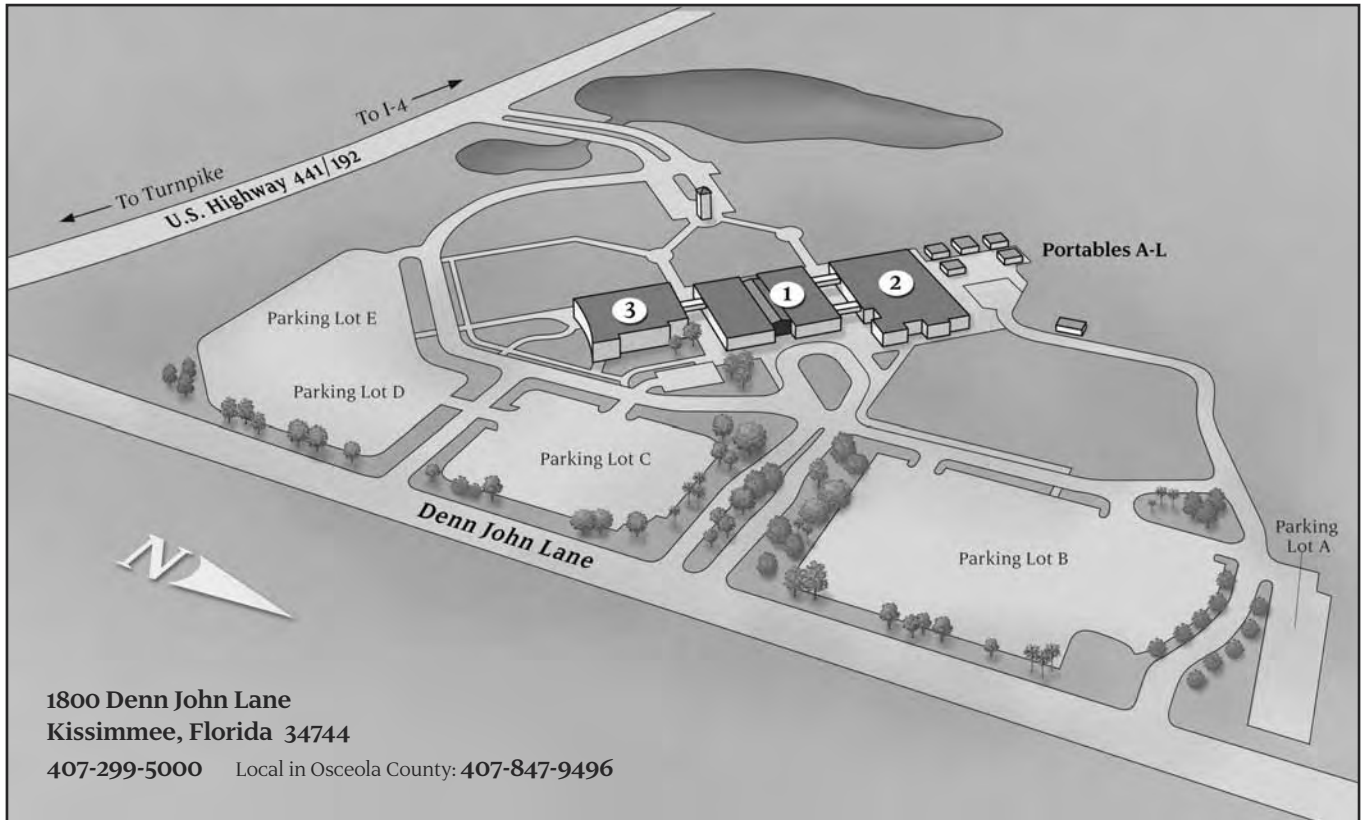 To I-4
To Turnpike
U.S. Highway 441/192
Portables A-L
3
1
2
Parking Lot E
Parking Lot D
Parking Lot C
Parking Lot B
Parking
Lot A
Denn John Lane
N
1800 Denn John Lane
Kissimmee, Florida 34744
407-299-5000 Local in Osceola County: 407-847-9496